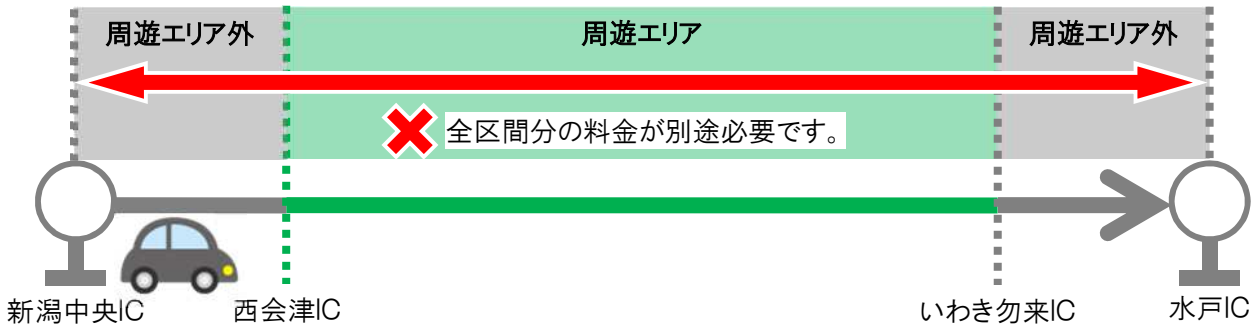 周遊エリア外
周遊エリア
周遊エリア外
全区間分の料金が別途必要です。
新潟中央IC
西会津IC
いわき勿来IC
水戸IC